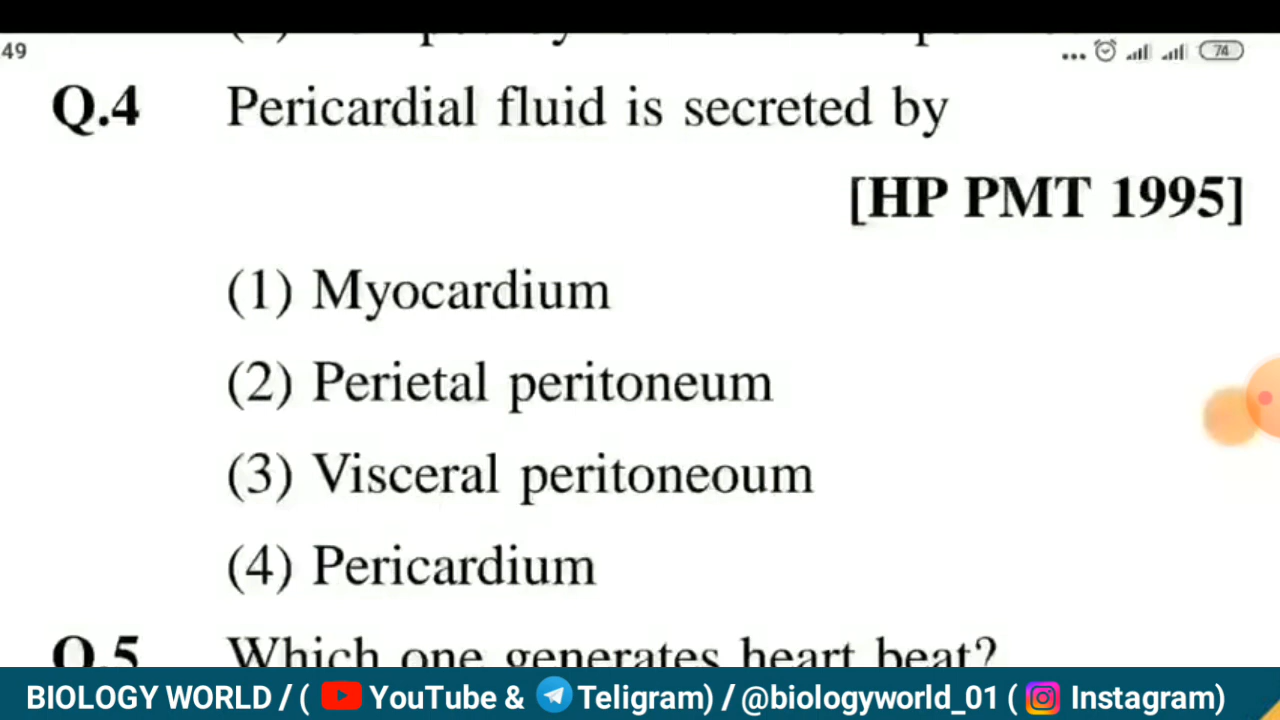 49
74
Q.4 Pericardial fluid is secreted by
[HP PMT 1995]
(1) Myocardium
(2) Perietal peritoneum
(3) Visceral peritoneoum
(4) Pericardium
Q.5 Which one generates heart beat?
BIOLOGY WORLD / ( YouTube & Teligram) / @biologyworld_01 ( Instagram)